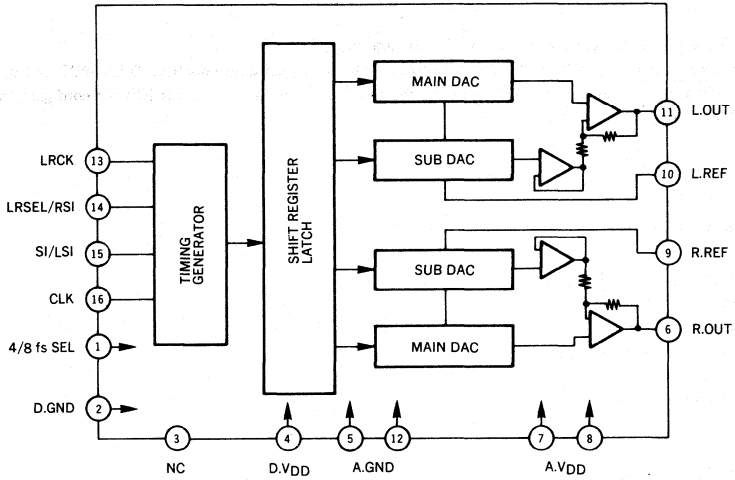 MAIN DAC
11
L.OUT
LRCK
13
SUB DAC
10
L.REF
LRSEL/RSI
14
TIMING
GENERATOR
SHIFT REGISTER
LATCH
SI/LSI
15
SUB DAC
9
R.REF
CLK
16
4/8 fs SEL
1
MAIN DAC
6
R.OUT
D.GND
2
3
4
5
12
7
8
NC
D.VDD
A.GND
A.VDD